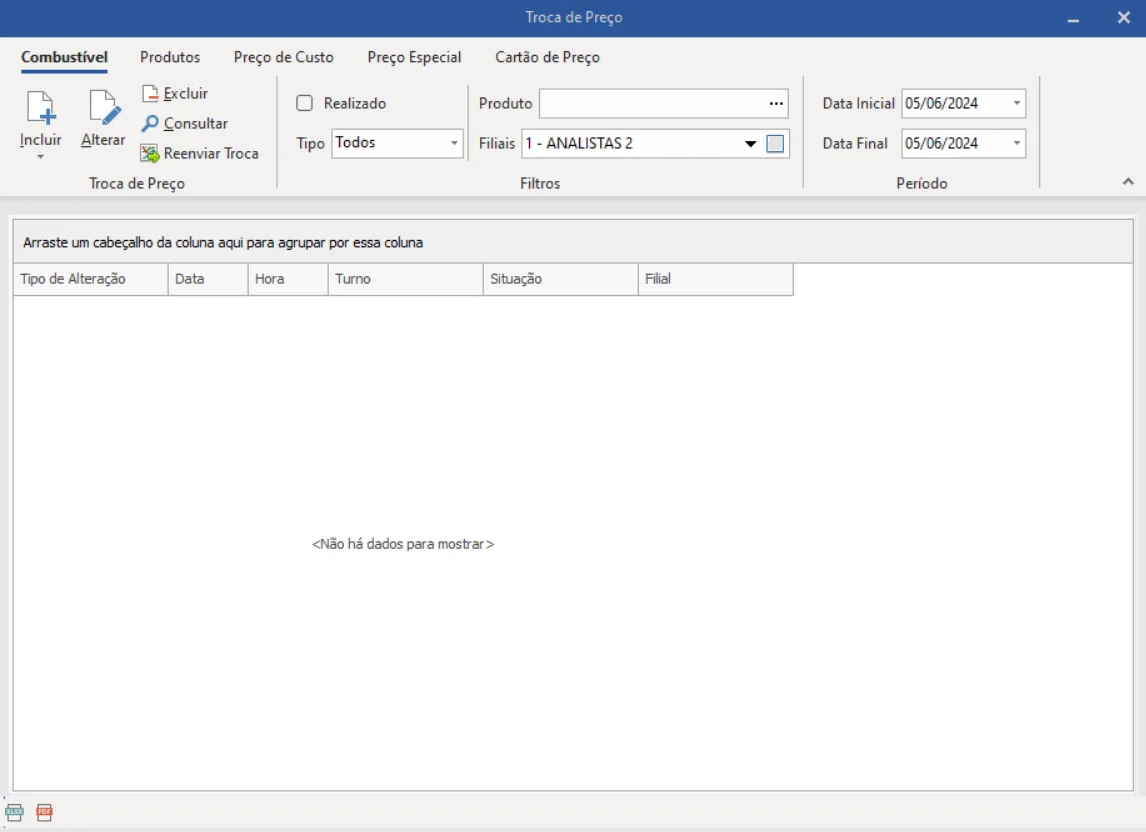 Troca de Preço
Combustível Produtos Preço de Custo Preço Especial Cartão de Preço
Incluir
Alterar
Excluir
Consultar
Reenviar Troca
Troca de Preço
Realizado
Tipo Todos
Produto ...
Filiais 1 - ANALISTAS 2
Filtros
Data Inicial 05/06/2024
Data Final 05/06/2024
Período
Arraste um cabeçalho da coluna aqui para agrupar por essa coluna
Tipo de Alteração Data Hora Turno Situação Filial
<Não há dados para mostrar>
XLSX PDF